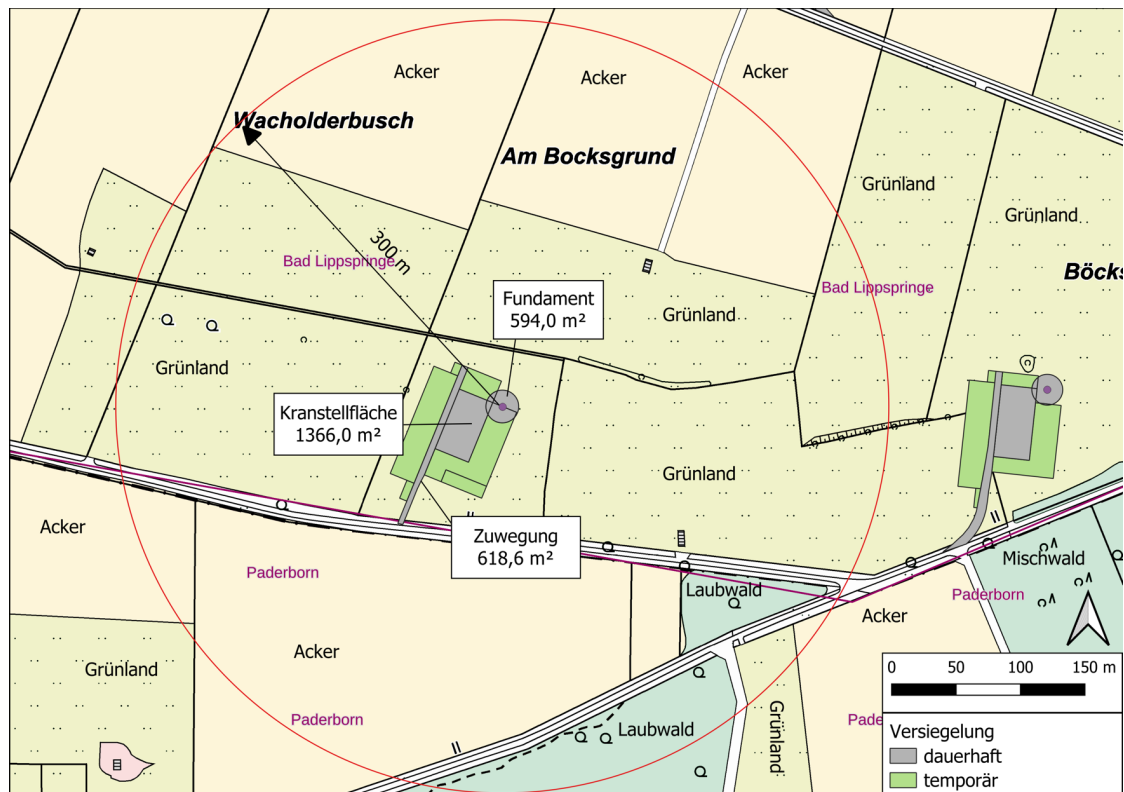 Acker
Acker
Acker
Wacholderbusch
Am Bocksgrund
Grünland
Grünland
300 m
Bad Lippspringe
Bad Lippspringe
Böcks
Fundament
594,0 m²
Grünland
Grünland
Kranstellfläche
1366,0 m²
Grünland
Acker
Zuwegung
618,6 m²
Paderborn
Laubwald
Mischwald
Paderborn
Acker
Acker
Grünland
Paderborn
Laubwald
Grünland
Pa
0 50 100 150 m
Versiegelung
dauerhaft
temporär